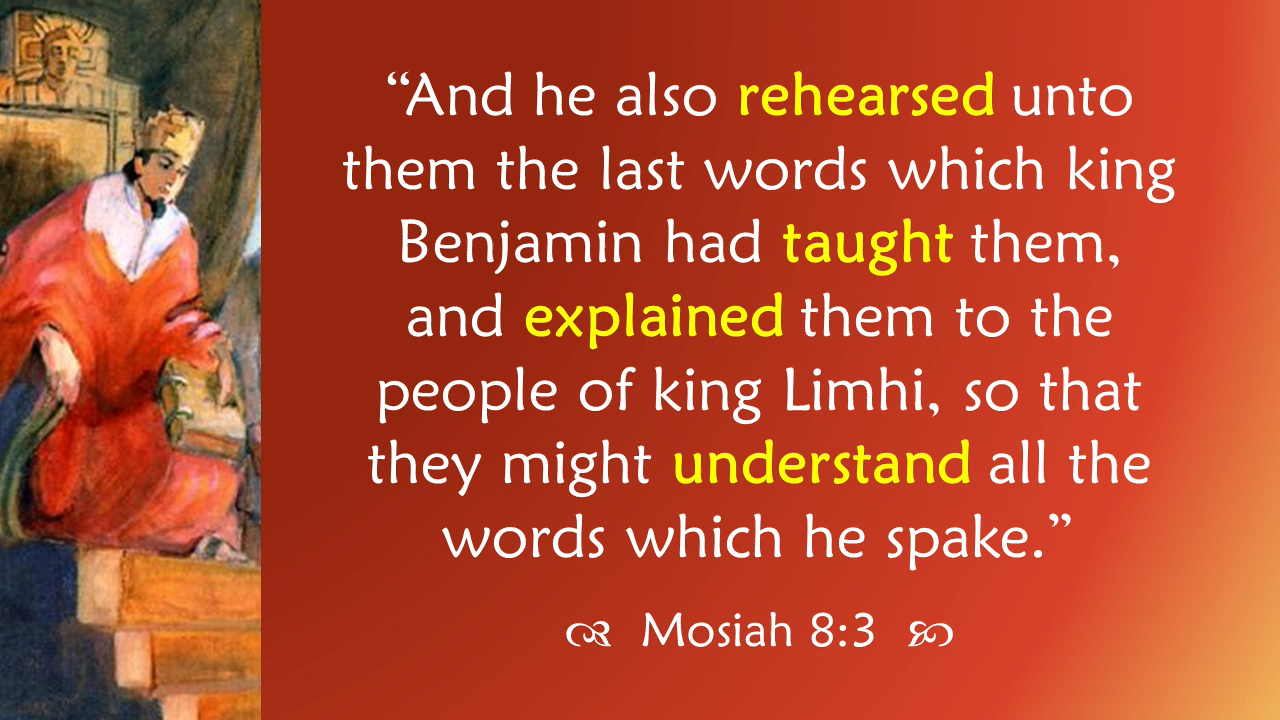 “And he also rehearsed unto
them the last words which king
Benjamin had taught them,
and explained them to the
people of king Limhi, so that
they might understand all the
words which he spake.”
Mosiah 8:3